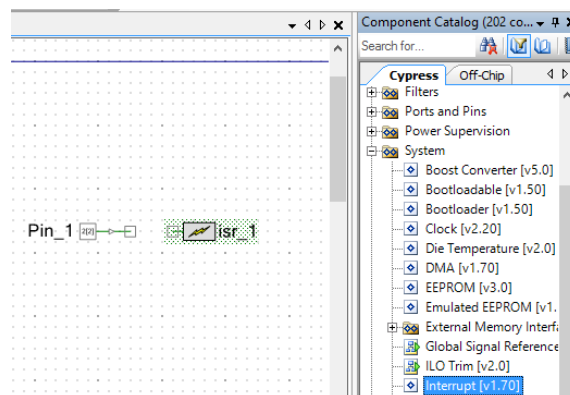 Component Catalog (202 co...
Search for...
Cypress
Off-Chip
Filters
Ports and Pins
Power Supervision
System
Boost Converter [v5.0]
Bootloadable [v1.50]
Bootloader [v1.50]
Clock [v2.20]
Die Temperature [v2.0]
DMA [v1.70]
EEPROM [v3.0]
Emulated EEPROM [v1.
External Memory Interf
Global Signal Reference
ILO Trim [v2.0]
Interrupt [v1.70]
Pin_1
isr_1